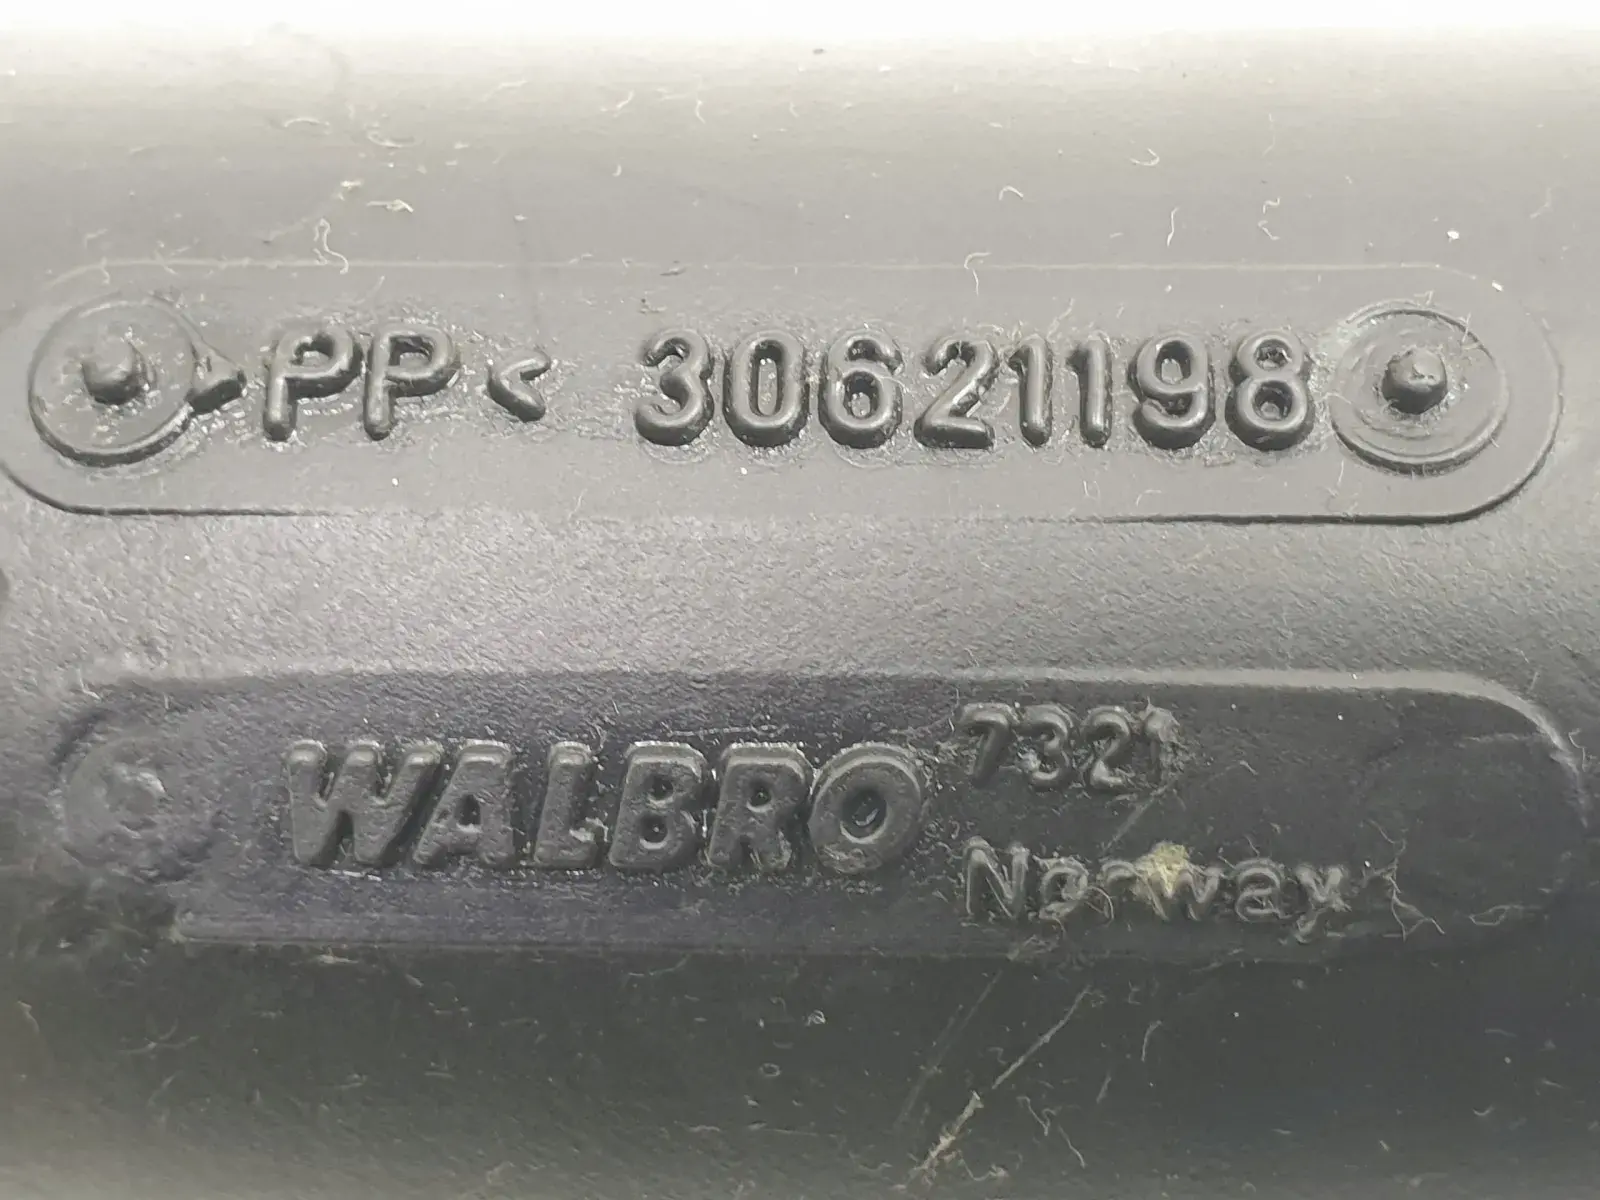 >PP< 30621198
WALBRO 7321
Norway